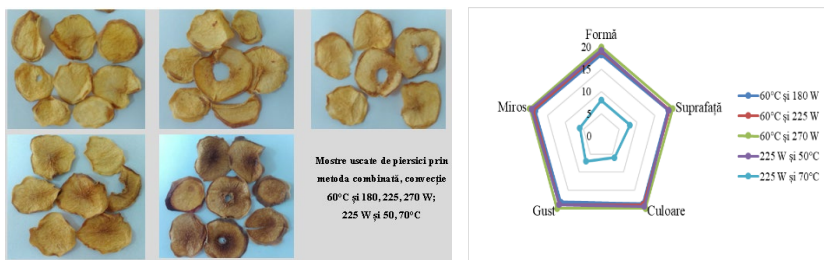 Mostre uscate de piersici prin
metoda combinată, convecție
60°C și 180, 225, 270 W;
225 W și 50, 70°C
Formă
20
15
10
5
0
Miros
Suprafață
Gust
Culoare
60°C și 180 W
60°C și 225 W
60°C și 270 W
225 W și 50°C
225 W și 70°C